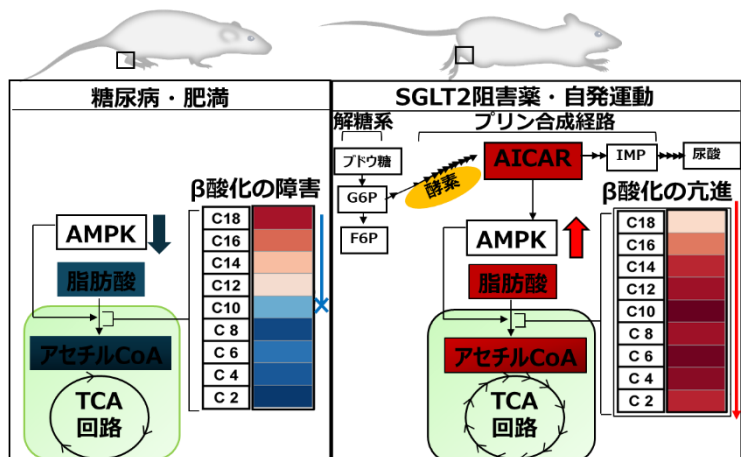 糖尿病・肥満
β酸化の障害
AMPK
脂肪酸
アセチルCoA
TCA
回路
C18
C16
C14
C12
C10
C 8
C 6
C 4
C 2
SGLT2阻害薬・自発運動
解糖系
プリン合成経路
ブドウ糖
G6P
F6P
酵素
AICAR
IMP
尿酸
β酸化の亢進
AMPK
脂肪酸
アセチルCoA
TCA
回路
C18
C16
C14
C12
C10
C 8
C 6
C 4
C 2